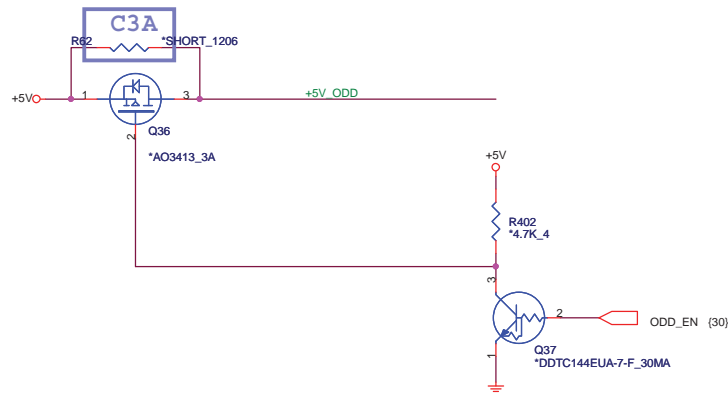 C3A
R62 *SHORT_1206
+5V 1 3 +5V_ODD
2 Q36
*AO3413_3A
+5V
R402
*4.7K_4
3
2 ODD_EN {30}
1 Q37
*DDTC144EUA-7-F_30MA